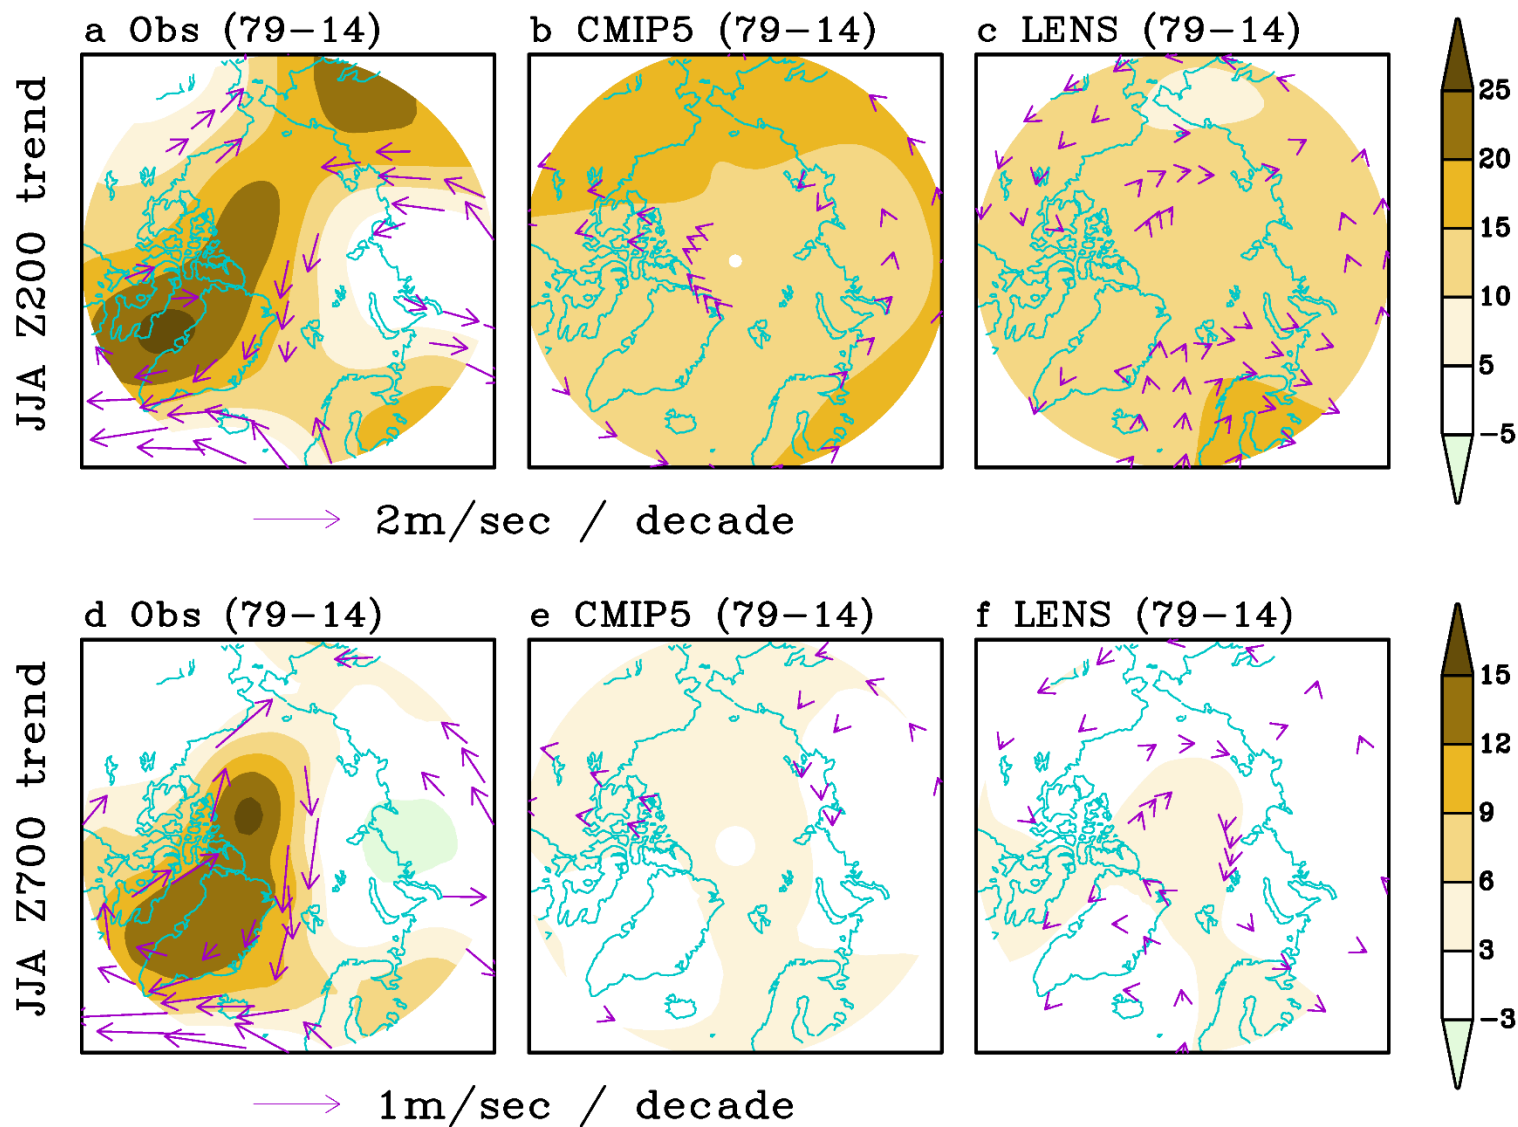 a Obs (79−14)
b CMIP5 (79−14)
c LENS (79−14)
JJA Z200 trend
25
20
15
10
5
−5
2m/sec / decade
d Obs (79−14)
e CMIP5 (79−14)
f LENS (79−14)
JJA Z700 trend
15
12
9
6
3
−3
1m/sec / decade